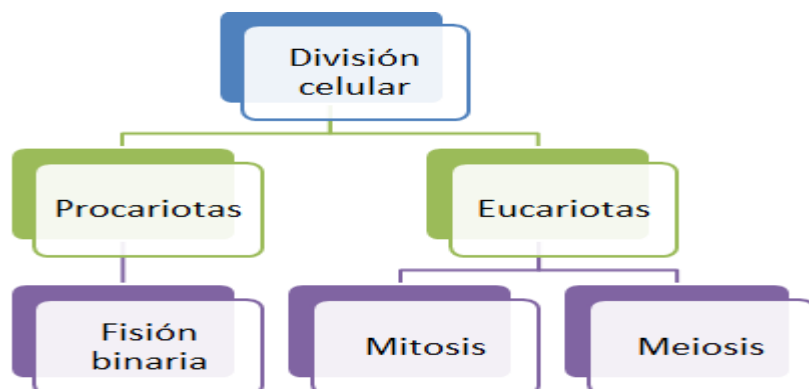 División
celular
Procariotas
Eucariotas
Fisión
binaria
Mitosis
Meiosis